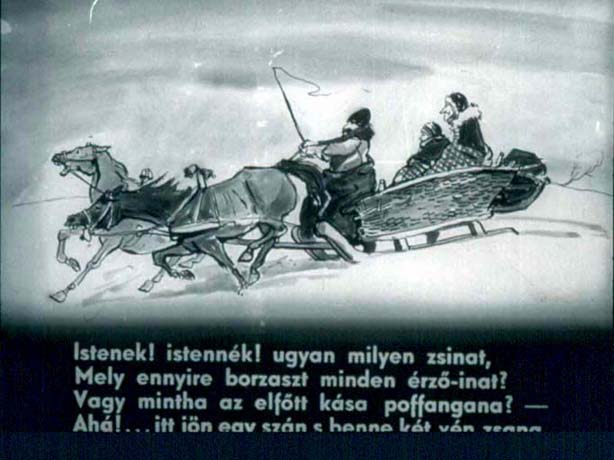 Istenek! istennék! ugyan milyen zsinat,
Mely ennyire borzaszt minden érző-inat?
Vagy mintha az elfőtt kása poffangana? —
Ahá!... itt jön egy szán s benne két vén zsana